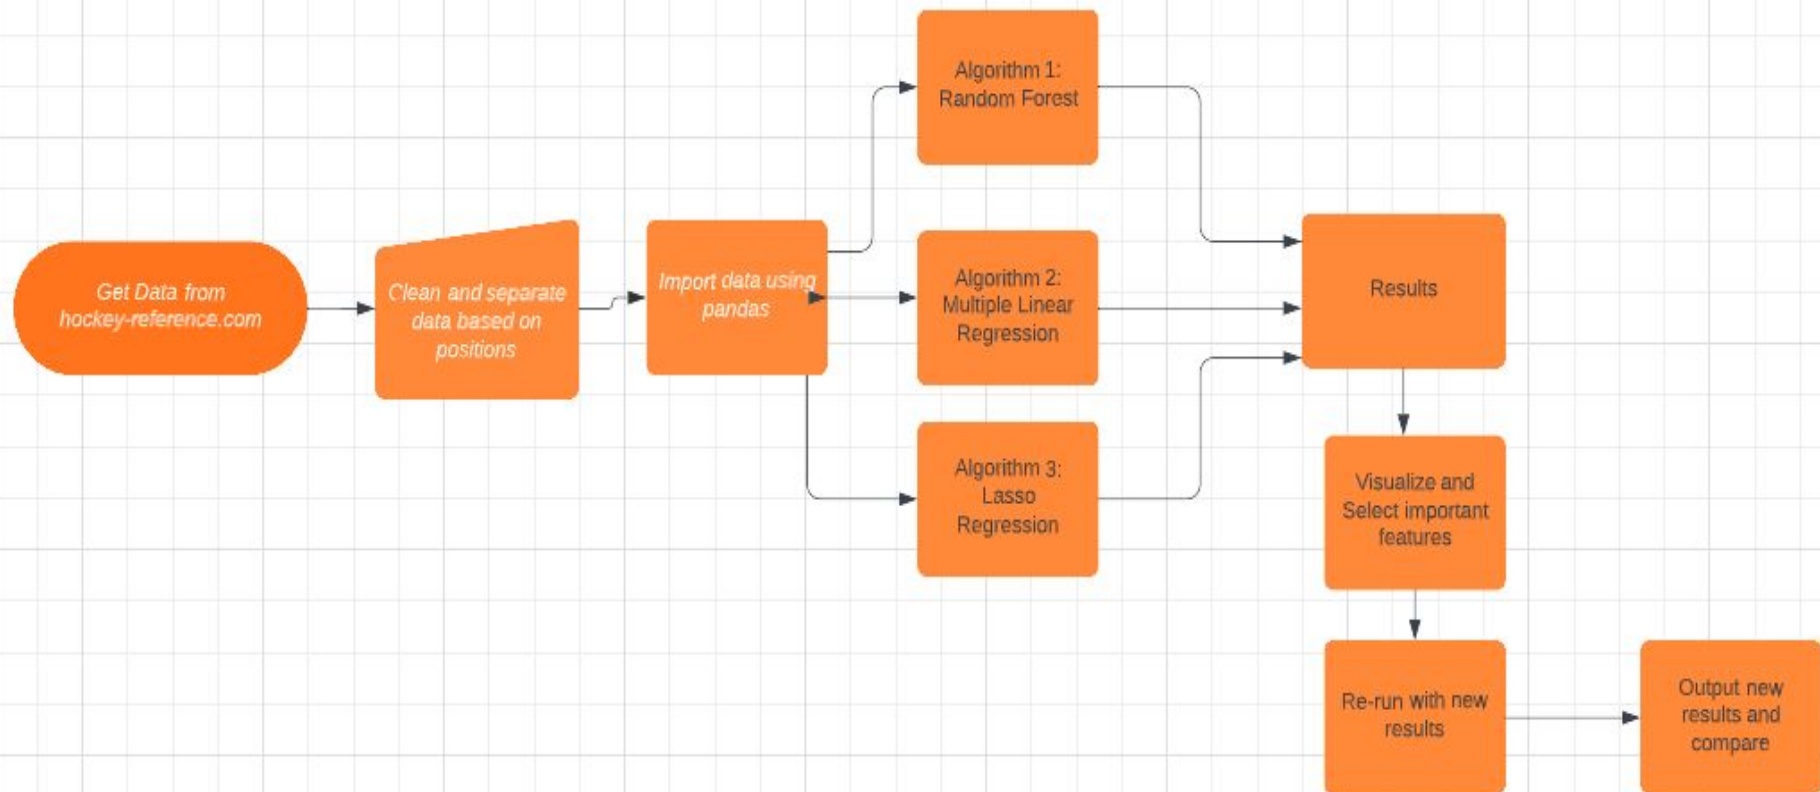 Get Data from
hockey-reference.com
Clean and separate
data based on
positions
Import data using
pandas
Algorithm 1:
Random Forest
Algorithm 2:
Multiple Linear
Regression
Algorithm 3:
Lasso
Regression
Results
Visualize and
Select important
features
Re-run with new
results
Output new
results and
compare